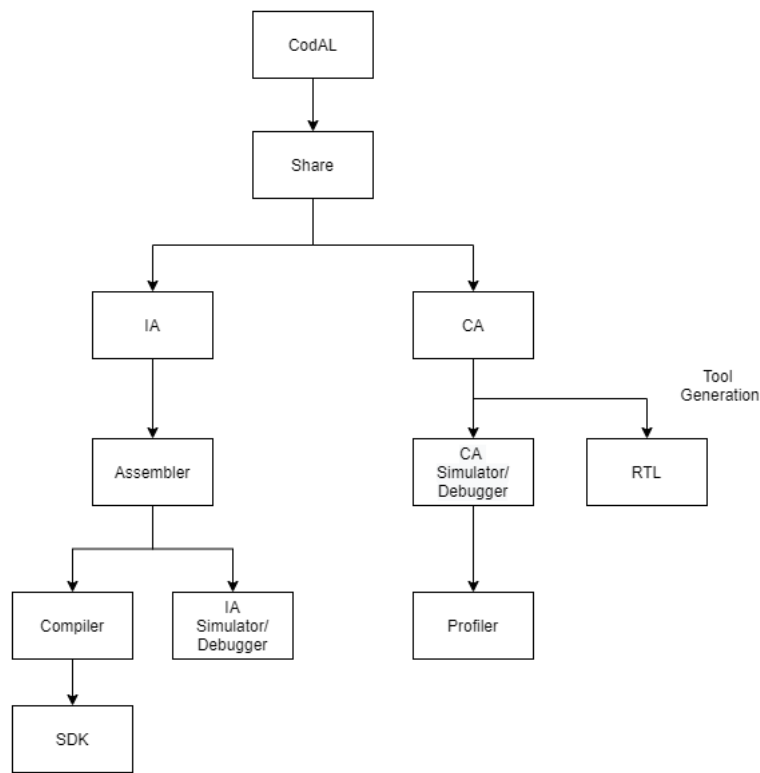 CodAL
Share
IA
CA
Tool
Generation
Assembler
CA
Simulator/
Debugger
RTL
Compiler
IA
Simulator/
Debugger
Profiler
SDK